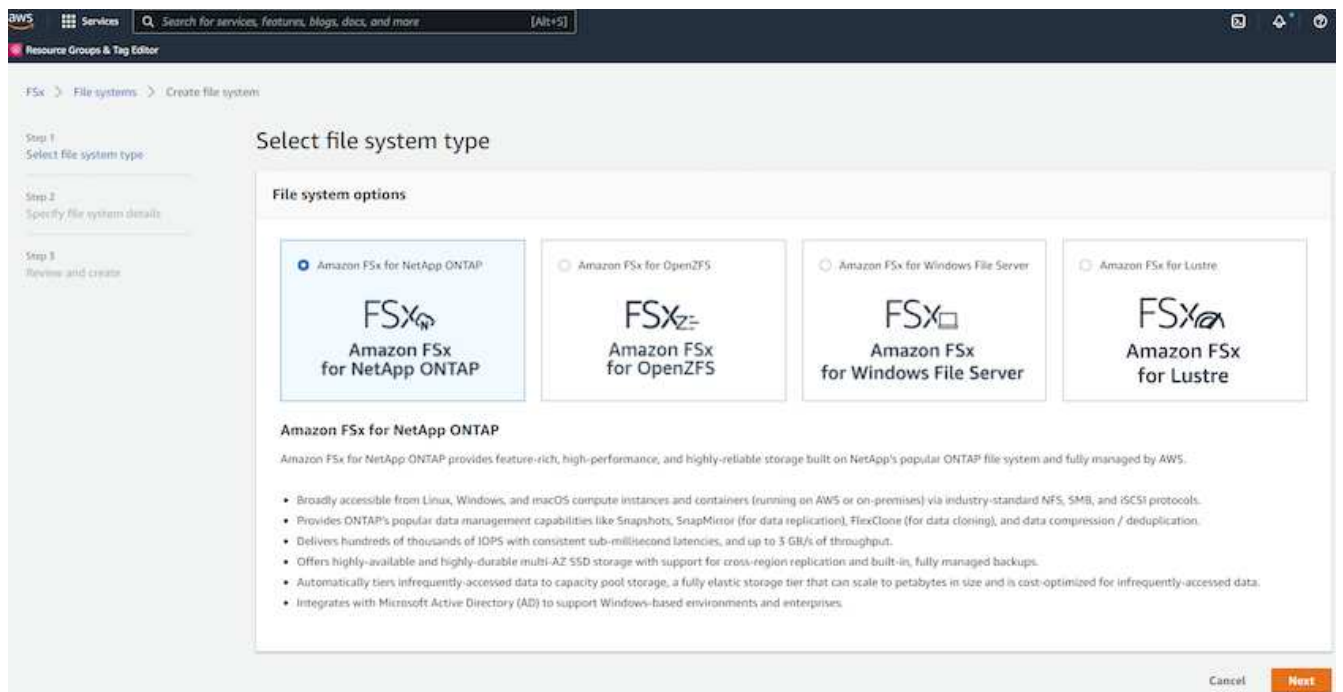 aws Services Search for services, features, blogs, docs, and more [Alt+S]
Resource Groups & Tag Editor
FSx > File systems > Create file system
Step 1
Select file system type
Step 2
Specify file system details
Step 3
Review and create
Select file system type
File system options
Amazon FSx for NetApp ONTAP
FSx N
Amazon FSx
for NetApp ONTAP
Amazon FSx for OpenZFS
FSx Z
Amazon FSx
for OpenZFS
Amazon FSx for Windows File Server
FSx
Amazon FSx
for Windows File Server
Amazon FSx for Lustre
FSx
Amazon FSx
for Lustre
Amazon FSx for NetApp ONTAP
Amazon FSx for NetApp ONTAP provides feature-rich, high-performance, and highly-reliable storage built on NetApp's popular ONTAP file system and fully managed by AWS.
• Broadly accessible from Linux, Windows, and macOS compute instances and containers (running on AWS or on-premises) via industry-standard NFS, SMB, and iSCSI protocols.
• Provides ONTAP's popular data management capabilities like Snapshots, SnapMirror (for data replication), FlexClone (for data cloning), and data compression / deduplication.
• Delivers hundreds of thousands of IOPS with consistent sub-millisecond latencies, and up to 3 GB/s of throughput.
• Offers highly-available and highly-durable multi-AZ SSD storage with support for cross-region replication and built-in, fully managed backups.
• Automatically tiers infrequently-accessed data to capacity pool storage, a fully elastic storage tier that can scale to petabytes in size and is cost-optimized for infrequently-accessed data.
• Integrates with Microsoft Active Directory (AD) to support Windows-based environments and enterprises.
Cancel Next